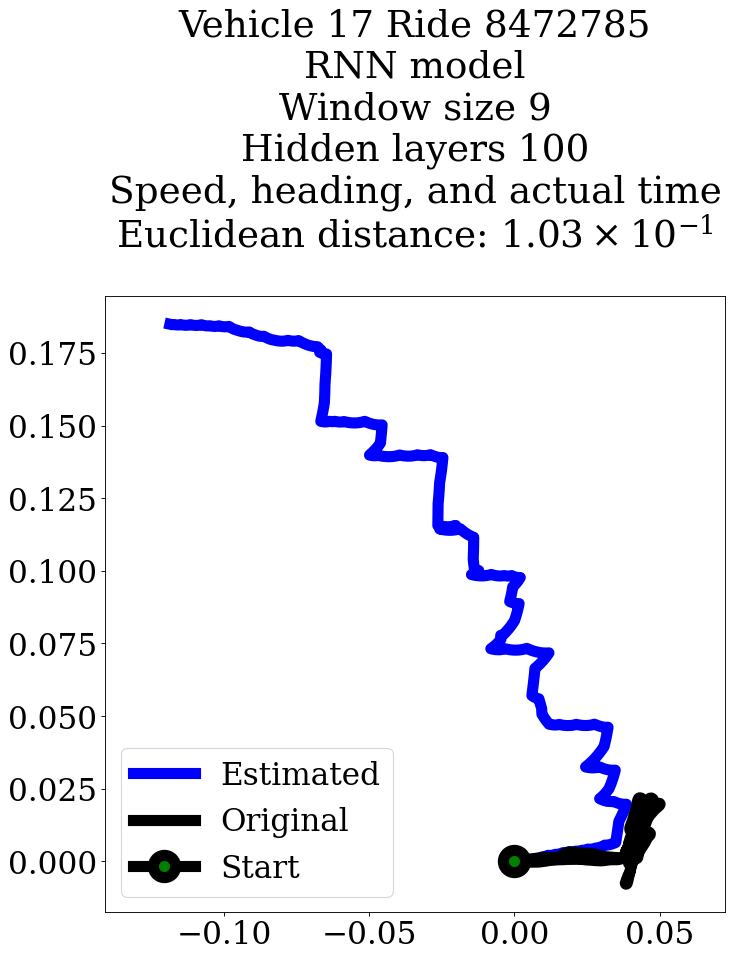 Vehicle 17 Ride 8472785
RNN model
Window size 9
Hidden layers 100
Speed, heading, and actual time
Euclidean distance: 1.03 × 10⁻¹
0.175
0.150
0.125
0.100
0.075
0.050
0.025
0.000
Estimated
Original
Start
−0.10 −0.05 0.00 0.05